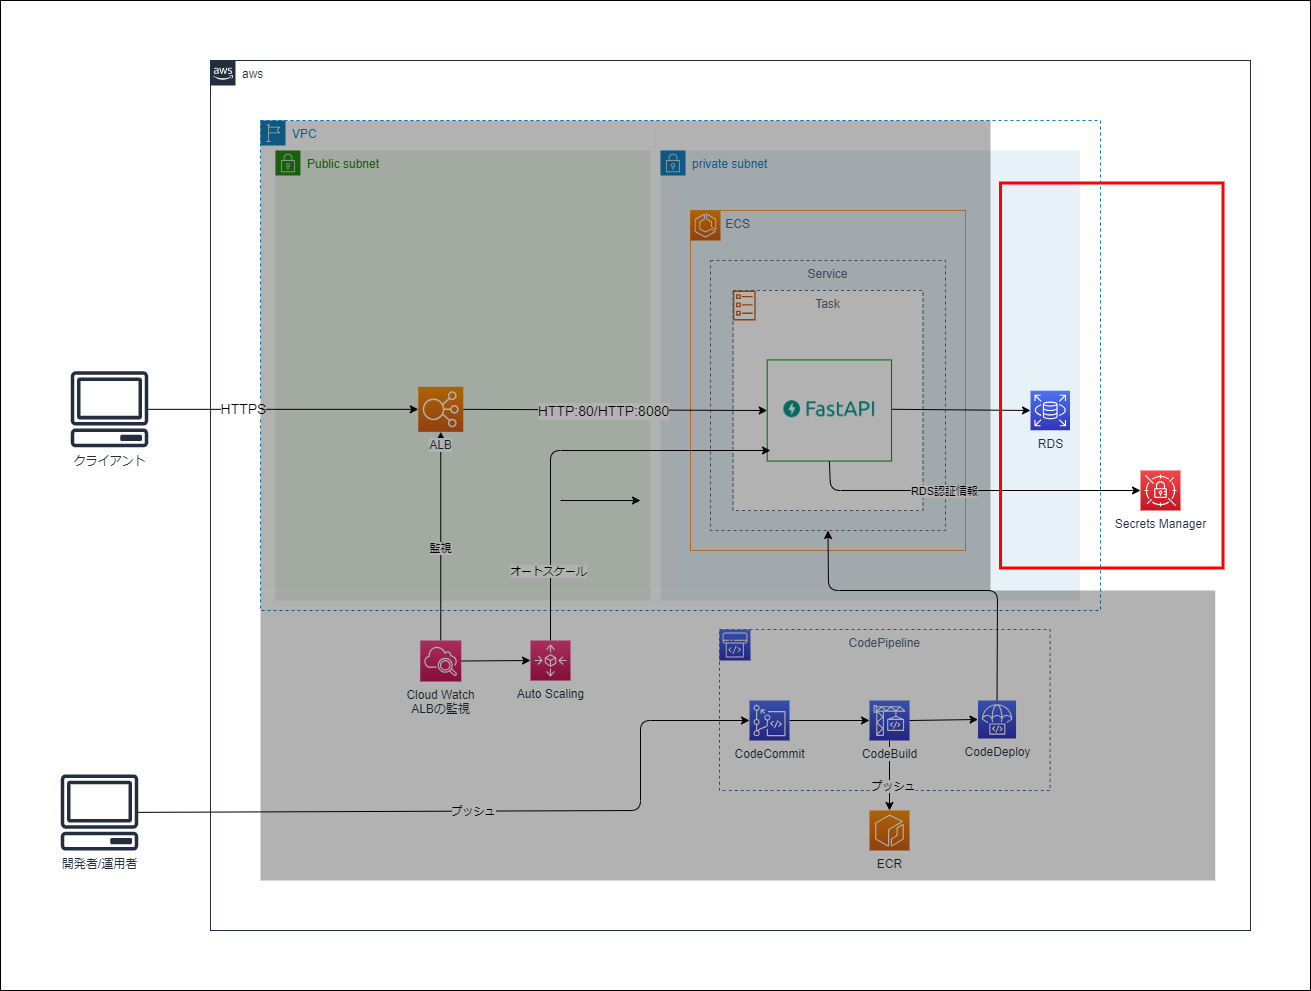 aws
aws
VPC
Public subnet
private subnet
ECS
Service
Task
FastAPI
HTTPS
HTTP:80/HTTP:8080
ALB
RDS
クライアント
RDS認証情報
Secrets Manager
監視
オートスケール
CodePipeline
Cloud Watch
ALBの監視
Auto Scaling
CodeCommit
CodeBuild
CodeDeploy
プッシュ
プッシュ
開発者/運用者
ECR